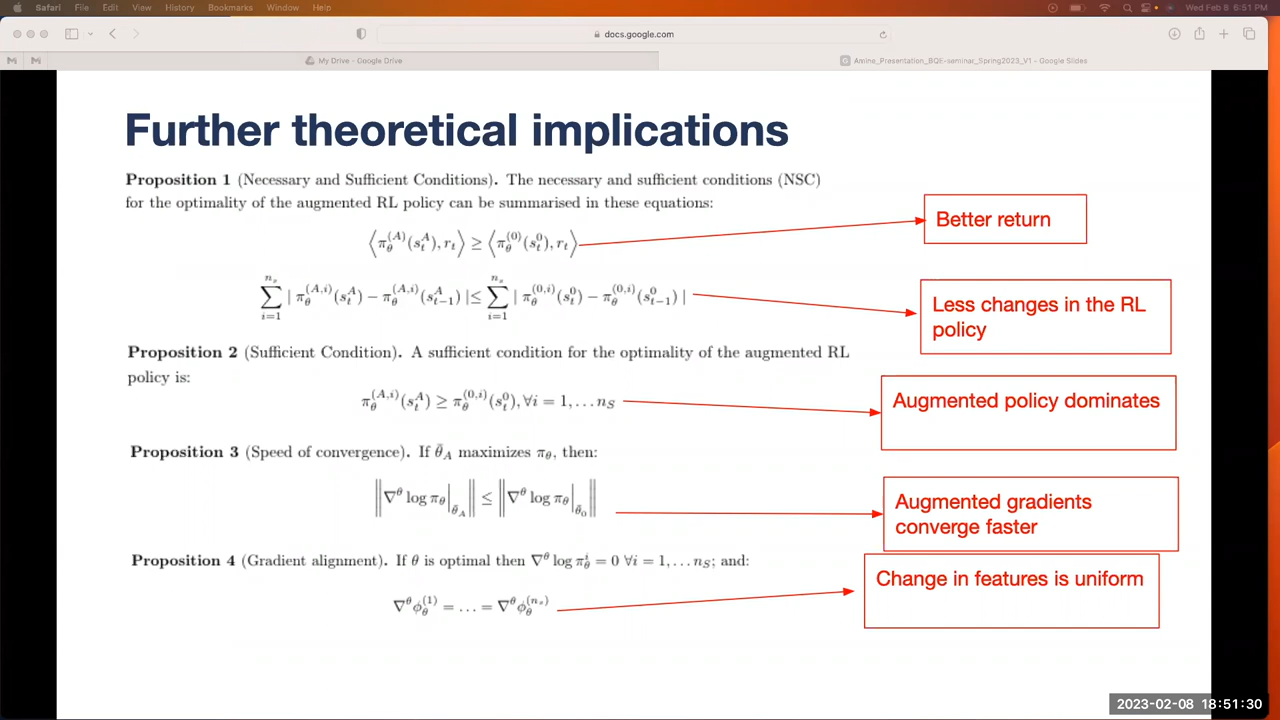 Safari File Edit View History Bookmarks Window Help Wed Feb 8 6:51 PM
docs.google.com
My Drive - Google Drive Amine_Presentation_BQE-seminar_Spring2023_V1 - Google Slides
Further theoretical implications
Proposition 1 (Necessary and Sufficient Conditions). The necessary and sufficient conditions (NSC)
for the optimality of the augmented RL policy can be summarised in these equations:
⟨π_θ^{(A)}(s_t^A), r_t⟩ ≥ ⟨π_θ^{(0)}(s_t^0), r_t⟩
Better return
∑_{i=1}^{n_s} | π_θ^{(A,i)}(s_t^A) − π_θ^{(A,i)}(s_{t−1}^A) |≤ ∑_{i=1}^{n_s} | π_θ^{(0,i)}(s_t^0) − π_θ^{(0,i)}(s_{t−1}^0) |
Less changes in the RL
policy
Proposition 2 (Sufficient Condition). A sufficient condition for the optimality of the augmented RL
policy is:
π_θ^{(A,i)}(s_t^A) ≥ π_θ^{(0,i)}(s_t^0), ∀i = 1, . . . n_S
Augmented policy dominates
Proposition 3 (Speed of convergence). If θ̄_A maximizes π_θ, then:
‖∇^θ log π_θ|_{θ̄_A}‖ ≤ ‖∇^θ log π_θ|_{θ̄_0}‖
Augmented gradients
converge faster
Proposition 4 (Gradient alignment). If θ is optimal then ∇^θ log π_θ^i = 0 ∀i = 1, . . . n_S; and:
∇^θ ϕ_θ^{(1)} = . . . = ∇^θ ϕ_θ^{(n_s)}
Change in features is uniform
2023-02-08 18:51:30